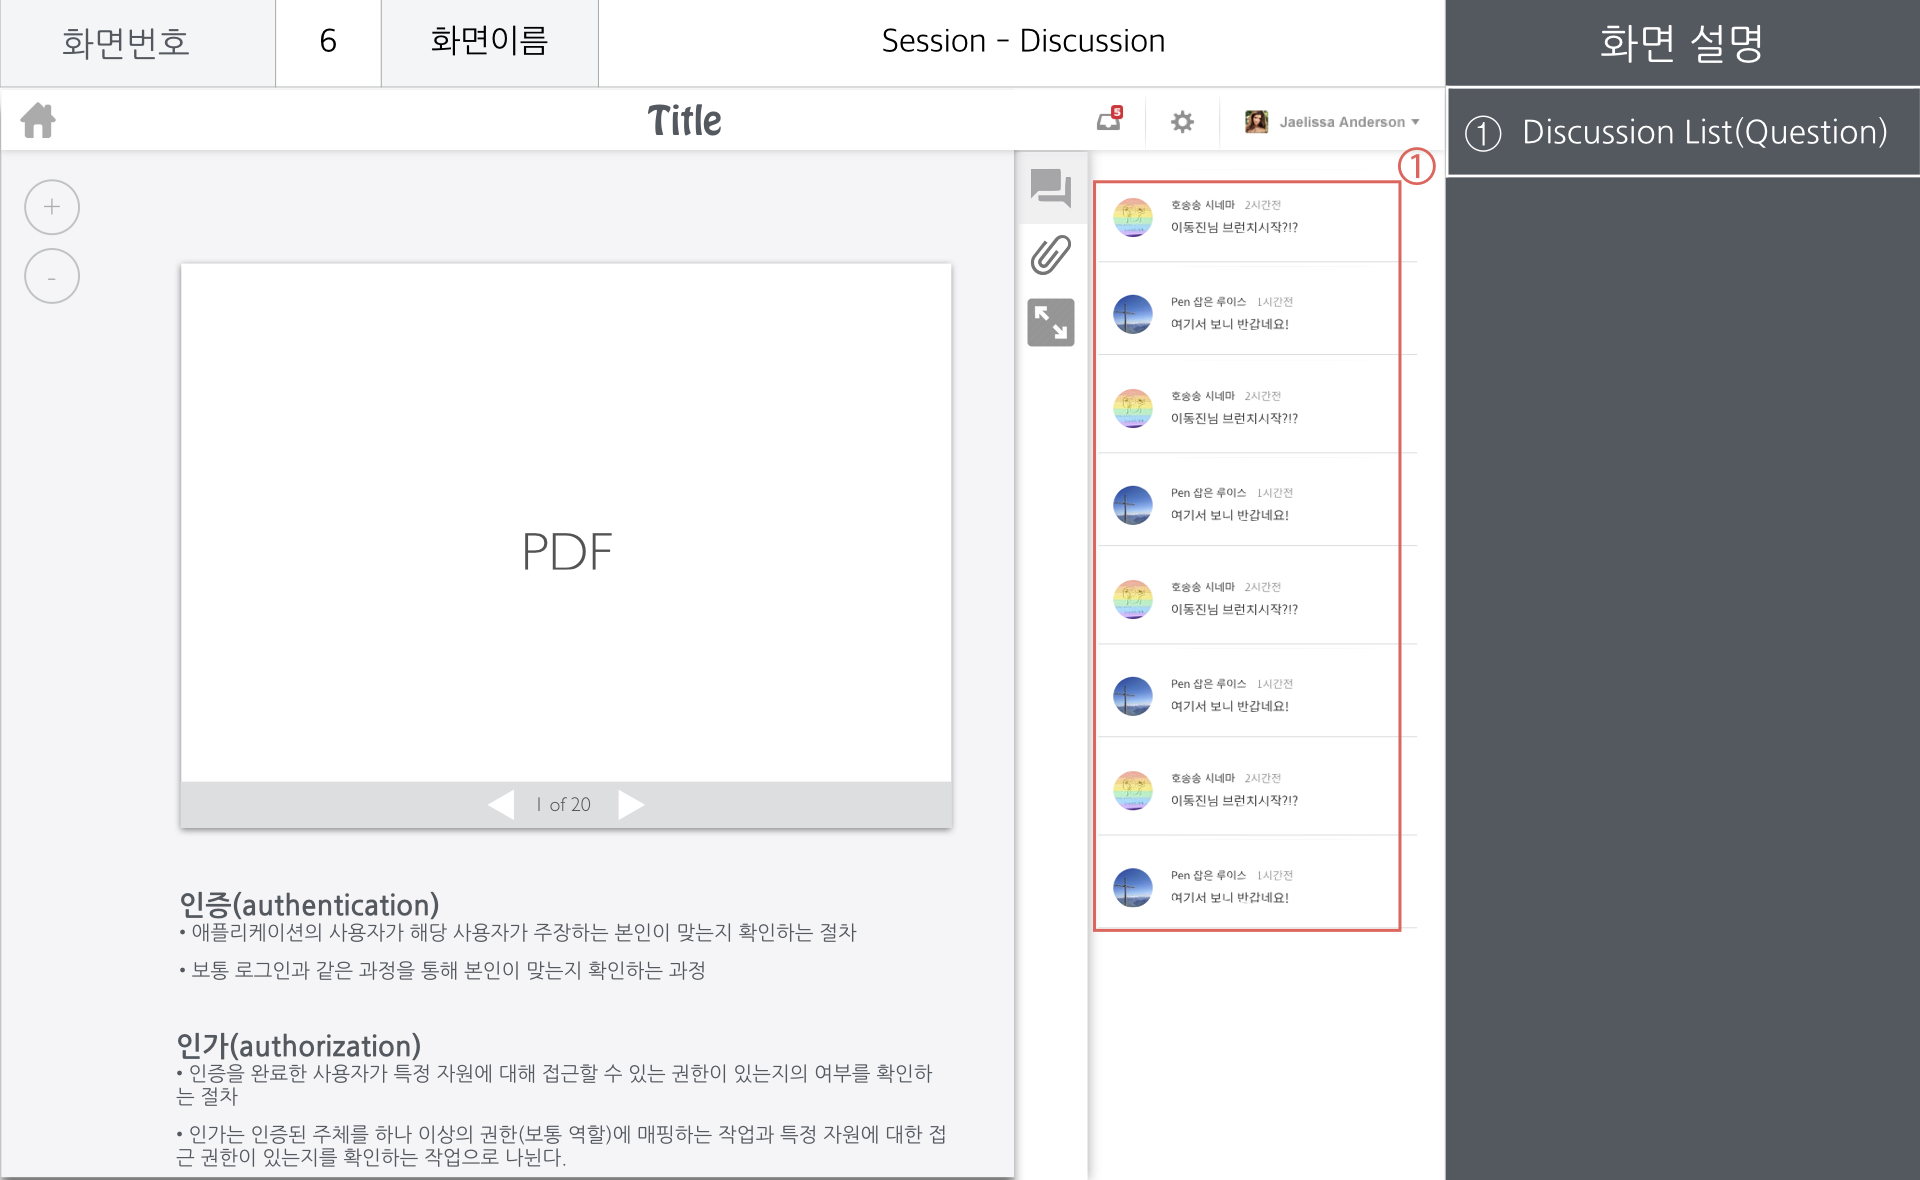 화면번호
6
화면이름
Session - Discussion
화면 설명
Title
5
Jaelissa Anderson
① Discussion List(Question)
①
+
-
PDF
1 of 20
인증(authentication)
• 애플리케이션의 사용자가 해당 사용자가 주장하는 본인이 맞는지 확인하는 절차
• 보통 로그인과 같은 과정을 통해 본인이 맞는지 확인하는 과정
인가(authorization)
• 인증을 완료한 사용자가 특정 자원에 대해 접근할 수 있는 권한이 있는지의 여부를 확인하
는 절차
• 인가는 인증된 주체를 하나 이상의 권한(보통 역할)에 매핑하는 작업과 특정 자원에 대한 접
근 권한이 있는지를 확인하는 작업으로 나뉜다.
호송송 시네마 2시간전
이동진님 브런치시작?!?
Pen 잡은 루이스 1시간전
여기서 보니 반갑네요!
호송송 시네마 2시간전
이동진님 브런치시작?!?
Pen 잡은 루이스 1시간전
여기서 보니 반갑네요!
호송송 시네마 2시간전
이동진님 브런치시작?!?
Pen 잡은 루이스 1시간전
여기서 보니 반갑네요!
호송송 시네마 2시간전
이동진님 브런치시작?!?
Pen 잡은 루이스 1시간전
여기서 보니 반갑네요!